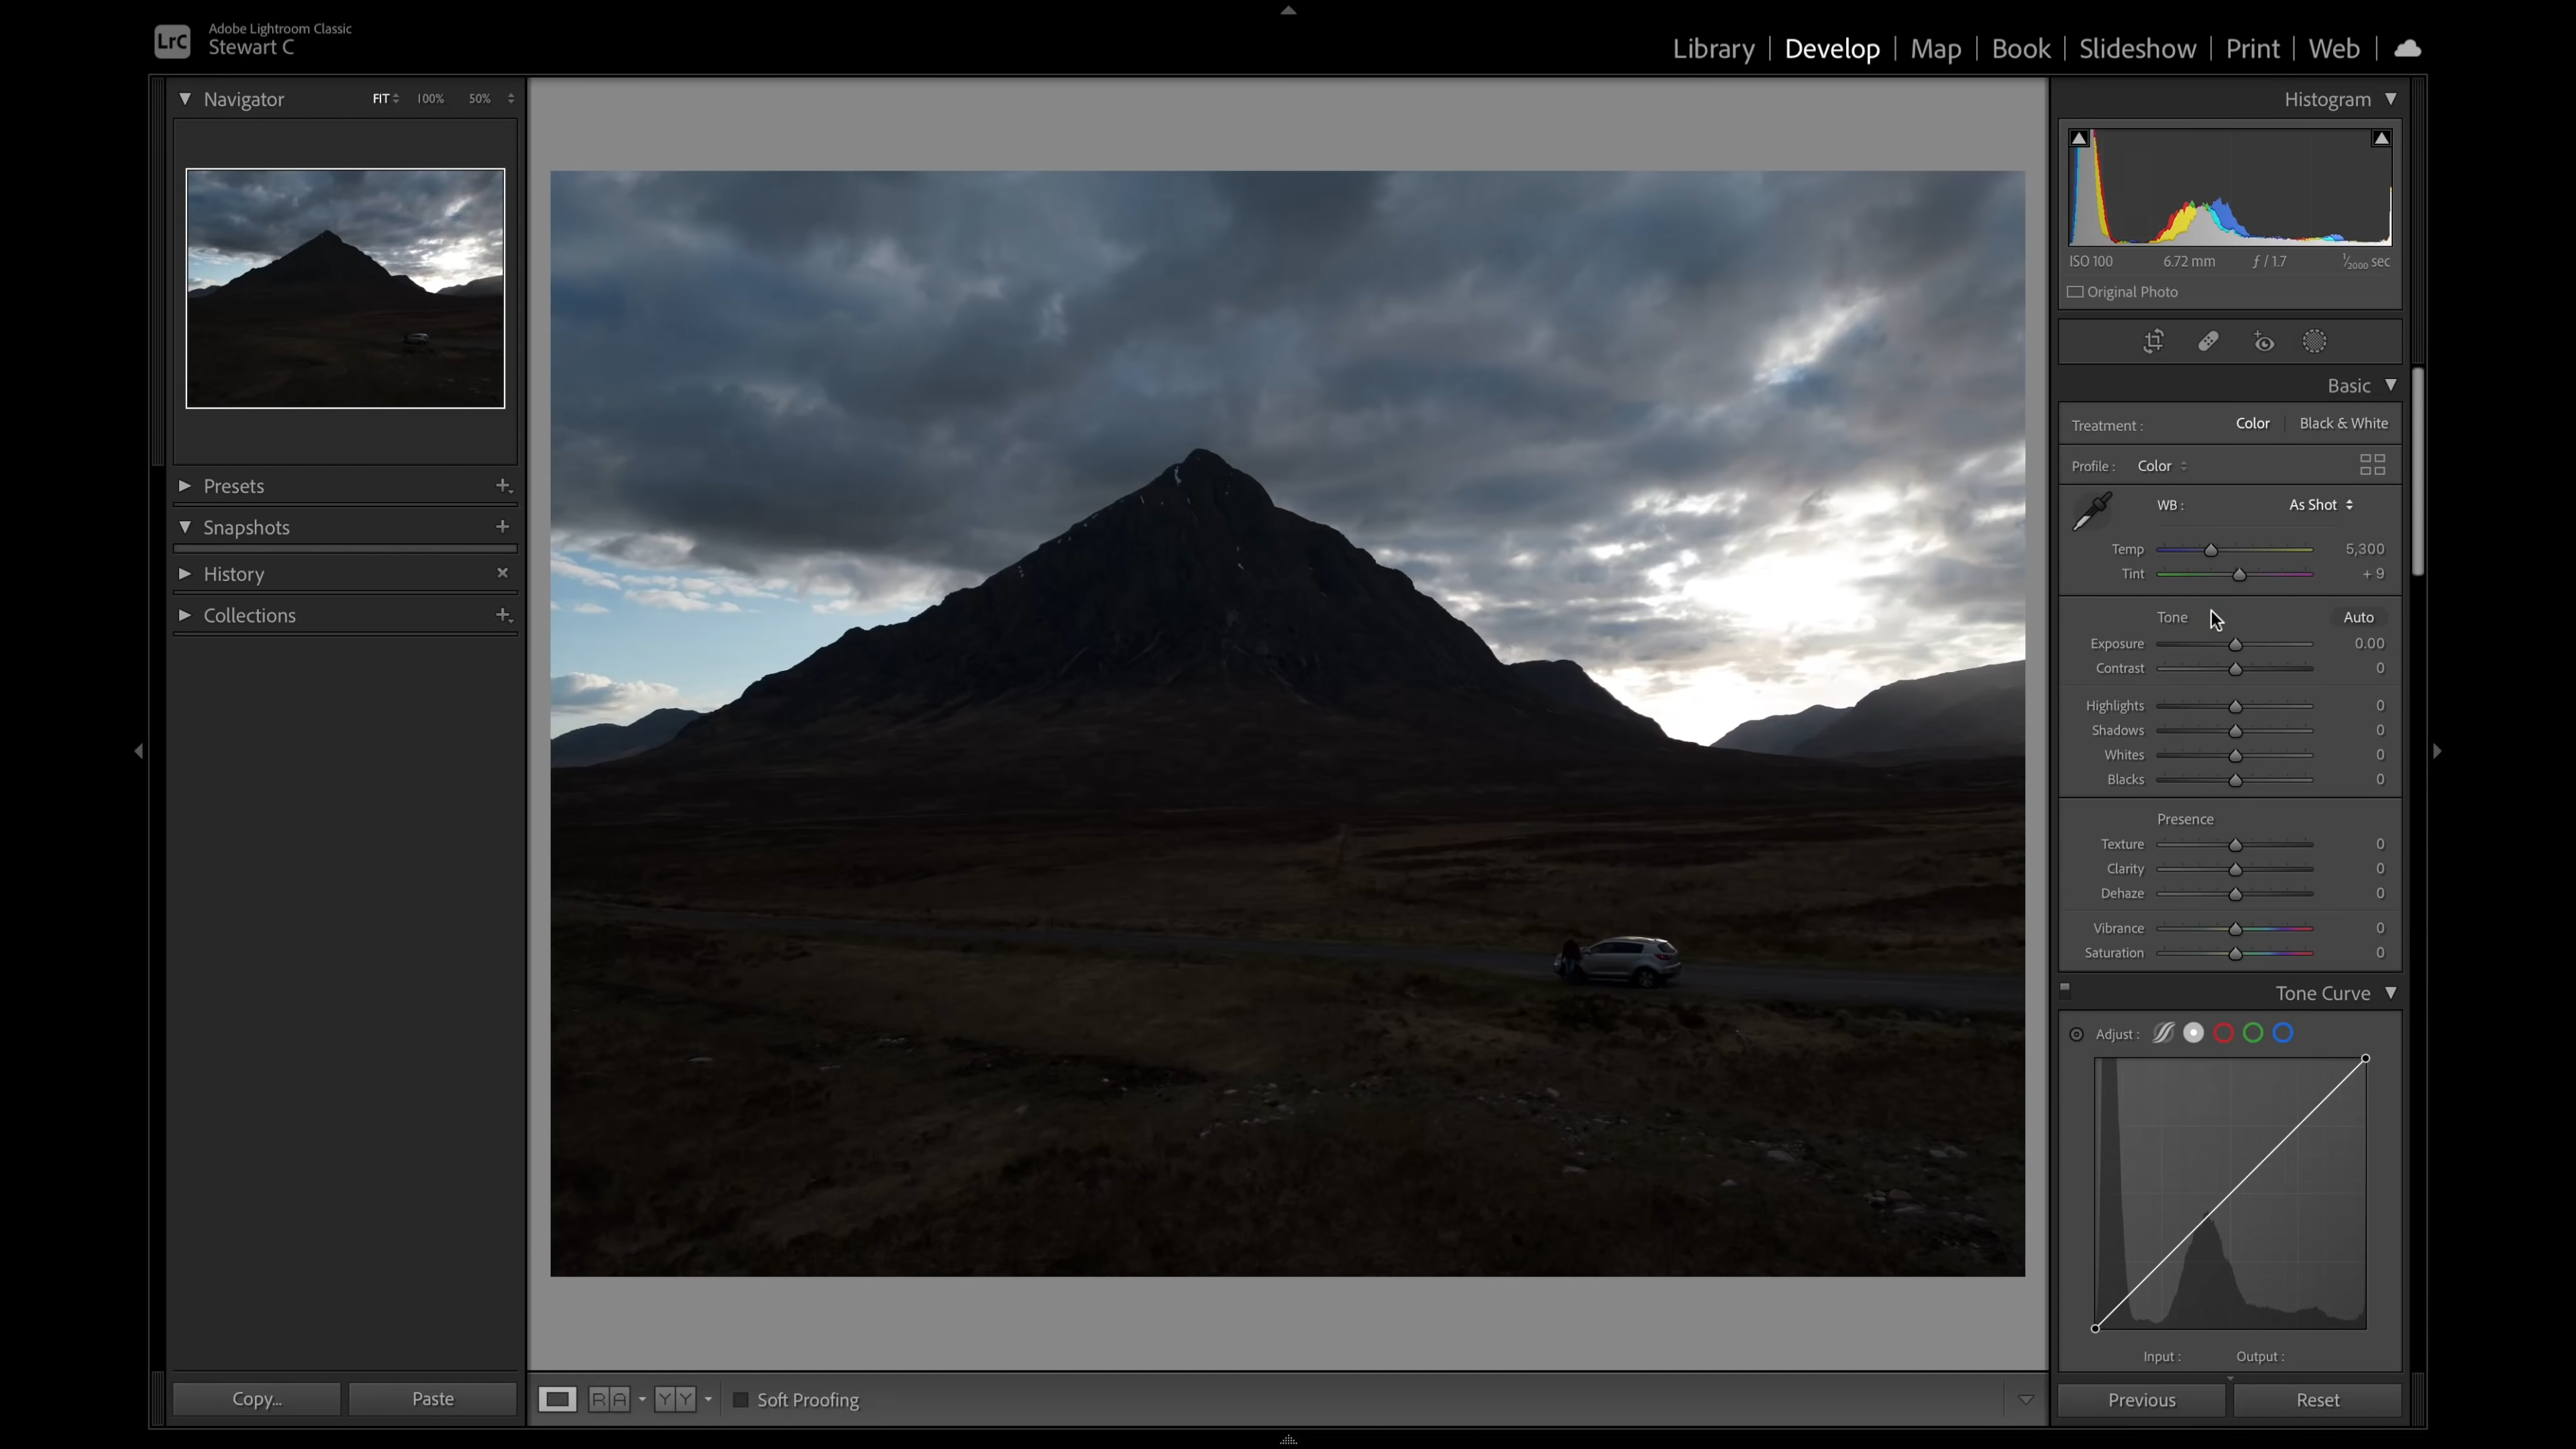 LrC
Adobe Lightroom Classic
Stewart C
Library | Develop | Map | Book | Slideshow | Print | Web
Navigator FIT 100% 50%
Presets
Snapshots
History
Collections
Copy... Paste
R A Y Y Soft Proofing
Histogram
ISO 100 6.72 mm ƒ / 1.7 1/2000 sec
Original Photo
Basic
Treatment : Color Black & White
Profile : Color
WB : As Shot
Temp 5,300
Tint + 9
Tone Auto
Exposure 0.00
Contrast 0
Highlights 0
Shadows 0
Whites 0
Blacks 0
Presence
Texture 0
Clarity 0
Dehaze 0
Vibrance 0
Saturation 0
Tone Curve
Adjust :
Input : Output :
Previous Reset